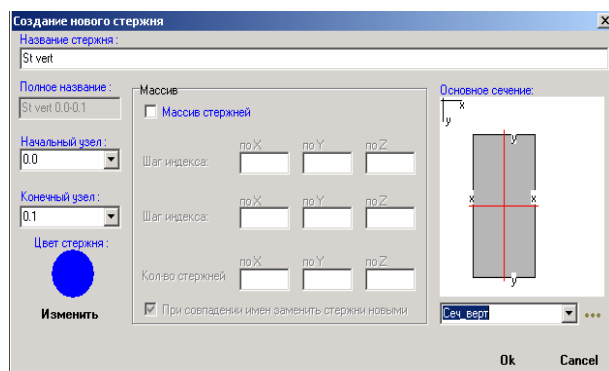 Создание нового стержня
Название стержня :
St vert
Полное название :
St vert 0.0-0.1
Начальный узел :
0.0
Конечный узел :
0.1
Цвет стержня :
Изменить
Массив
Массив стержней
по X по Y по Z
Шаг индекса:
по X по Y по Z
Шаг индекса:
по X по Y по Z
Кол-во стержней
При совпадении имен заменить стержни новыми
Основное сечение:
x
y
y
x x
y
Сеч_верт
...
Ok Cancel